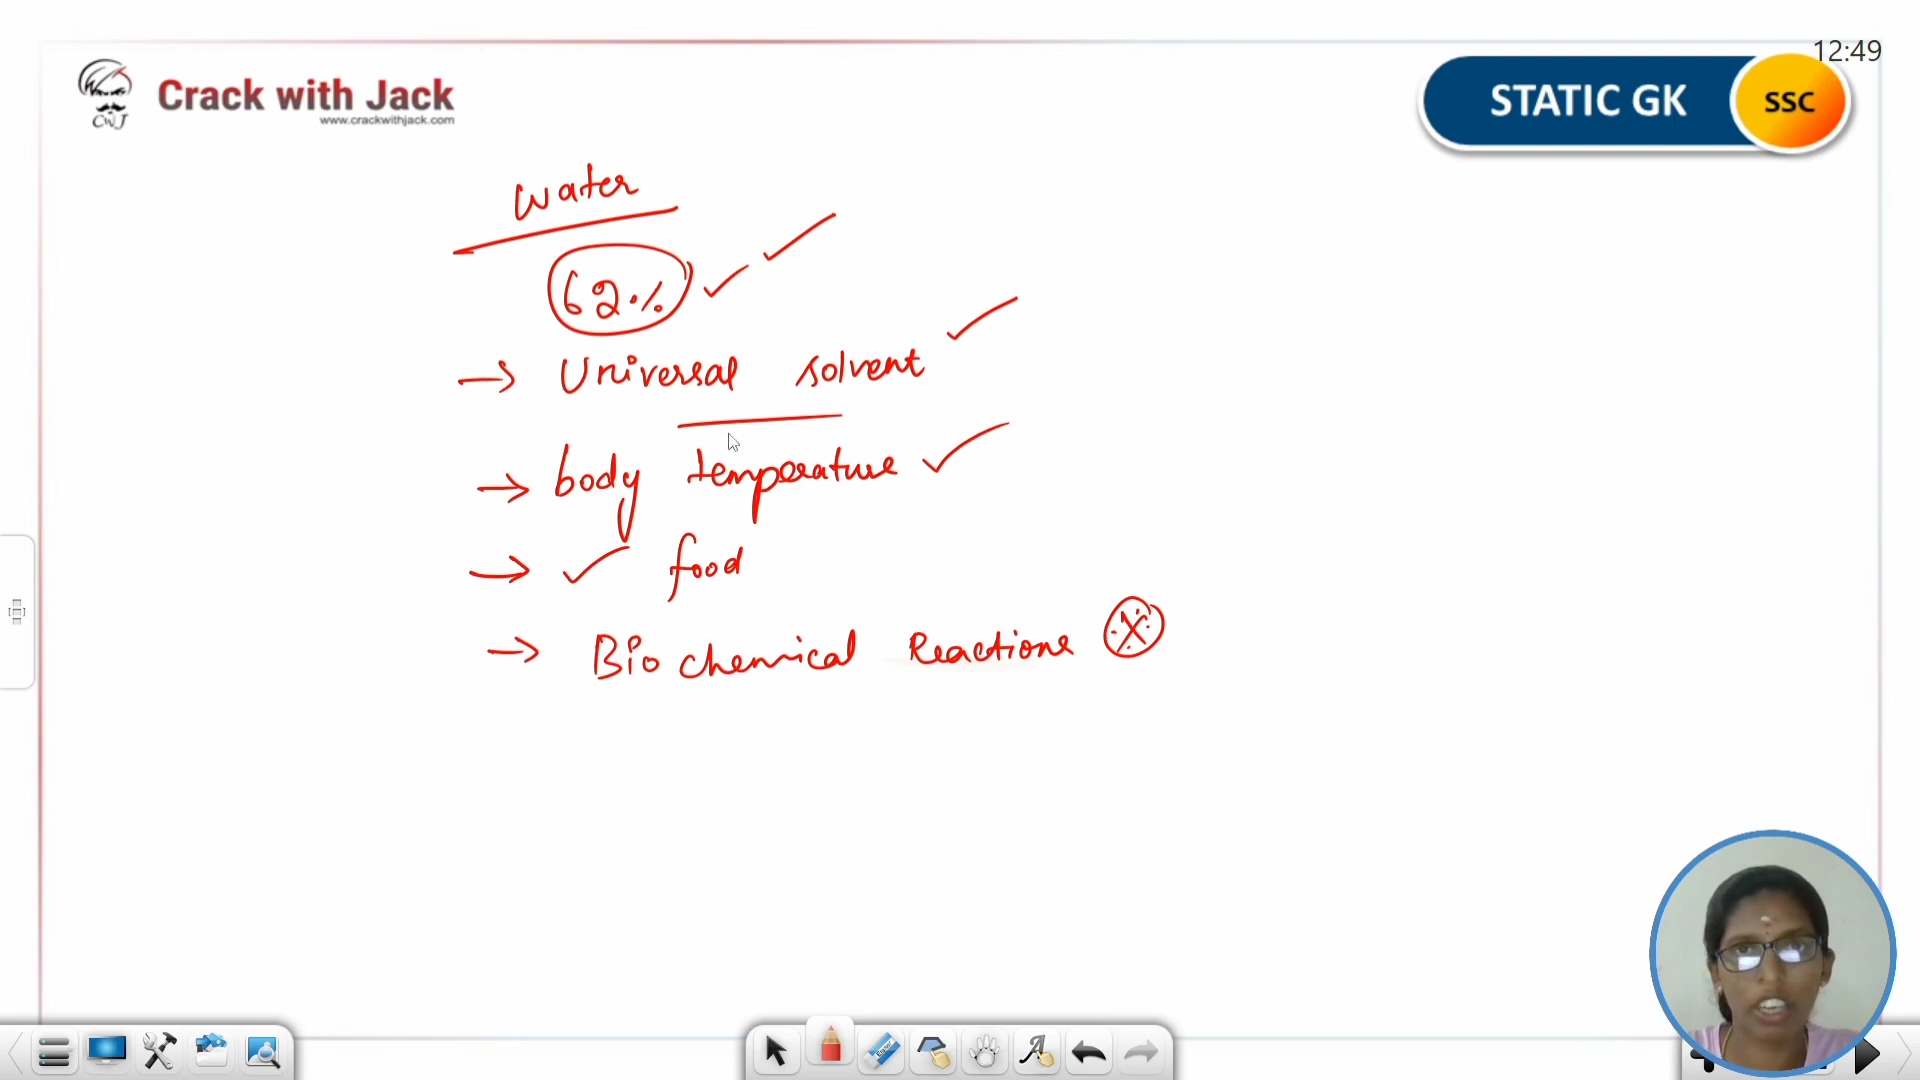 12:49
Crack with Jack
www.crackwithjack.com
CWJ
STATIC GK
SSC
water
62%
→ Universal solvent
→ body temperature
→ ✓ food
→ Bio chemical Reactions